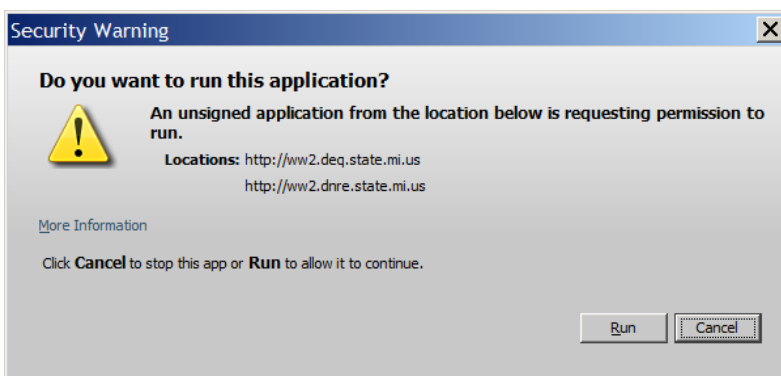 Security Warning
Do you want to run this application?
An unsigned application from the location below is requesting permission to
run.
Locations: http://ww2.deq.state.mi.us
http://ww2.dnre.state.mi.us
More Information
Click Cancel to stop this app or Run to allow it to continue.
Run Cancel